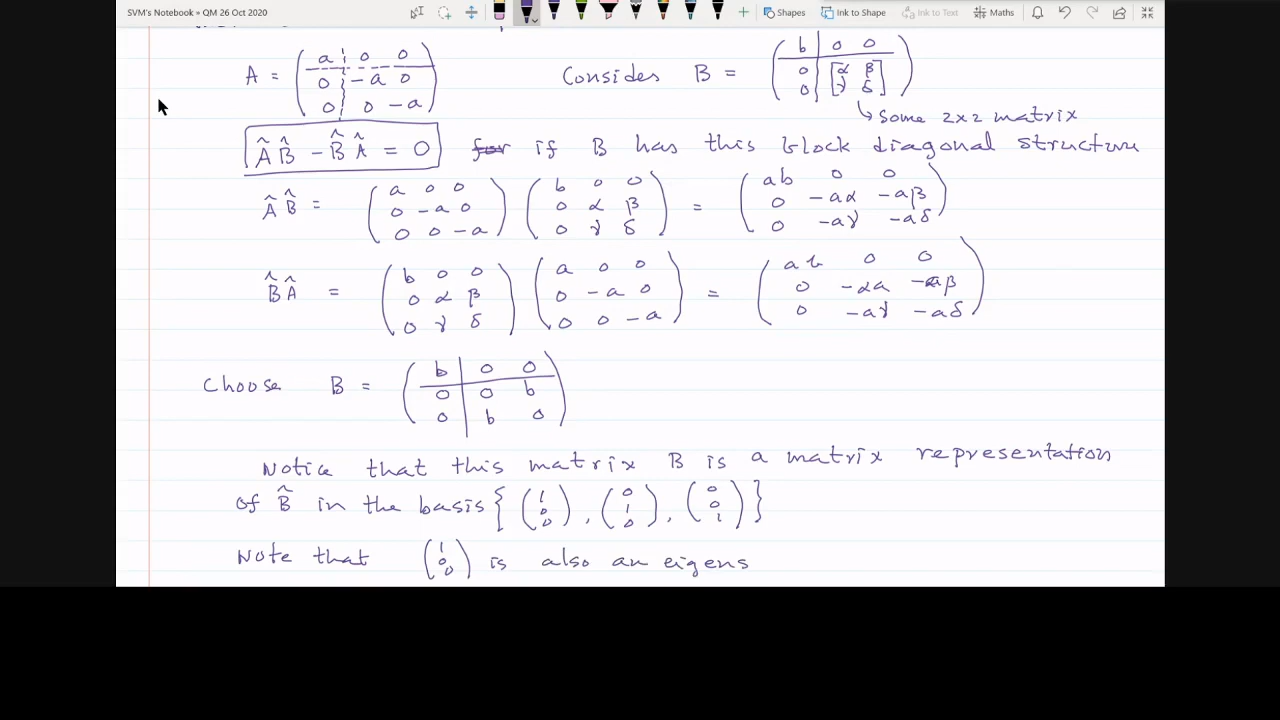 SVM's Notebook » QM 26 Oct 2020
Shapes Ink to Shape Ink to Text Maths
A = ( a 0 0 ; 0 -a 0 ; 0 0 -a ) Consider B = ( b 0 0 ; 0 [α β] ; 0 [γ δ] )
↳ Some 2x2 matrix
ÂB̂ - B̂Â = 0 if B has this block diagonal structure
ÂB̂ = ( a 0 0 ; 0 -a 0 ; 0 0 -a ) ( b 0 0 ; 0 α β ; 0 γ δ ) = ( ab 0 0 ; 0 -aα -aβ ; 0 -aγ -aδ )
B̂Â = ( b 0 0 ; 0 α β ; 0 γ δ ) ( a 0 0 ; 0 -a 0 ; 0 0 -a ) = ( ab 0 0 ; 0 -αa -aβ ; 0 -aγ -aδ )
Choose B = ( b 0 0 ; 0 0 b ; 0 b 0 )
Notice that this matrix B is a matrix representation
of B̂ in the basis { ( 1 ; 0 ; 0 ) , ( 0 ; 1 ; 0 ) , ( 0 ; 0 ; 1 ) }
Note that ( 1 ; 0 ; 0 ) is also an eigens